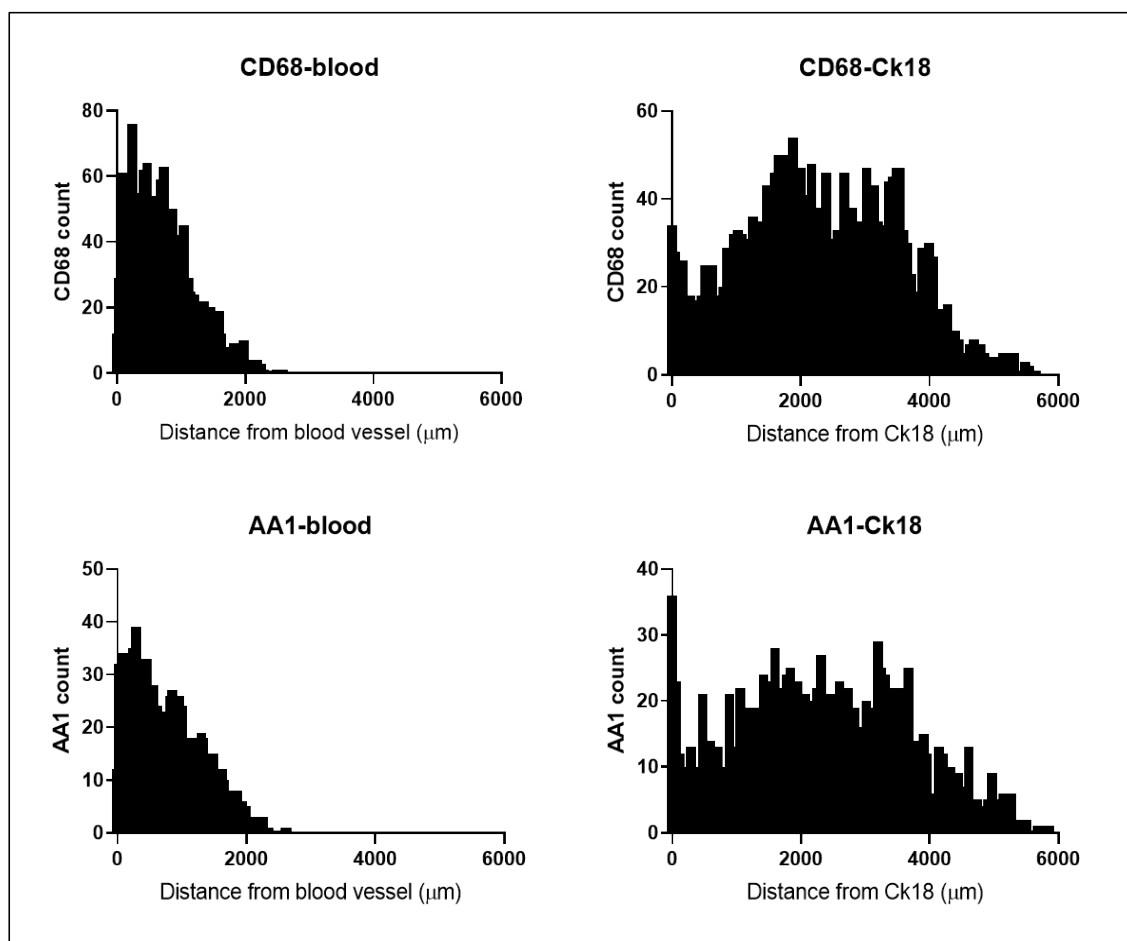 CD68-blood
80
60
40
20
0
CD68 count
0 2000 4000 6000
Distance from blood vessel (μm)
CD68-Ck18
60
40
20
0
CD68 count
0 2000 4000 6000
Distance from Ck18 (μm)
AA1-blood
50
40
30
20
10
0
AA1 count
0 2000 4000 6000
Distance from blood vessel (μm)
AA1-Ck18
40
30
20
10
0
AA1 count
0 2000 4000 6000
Distance from Ck18 (μm)